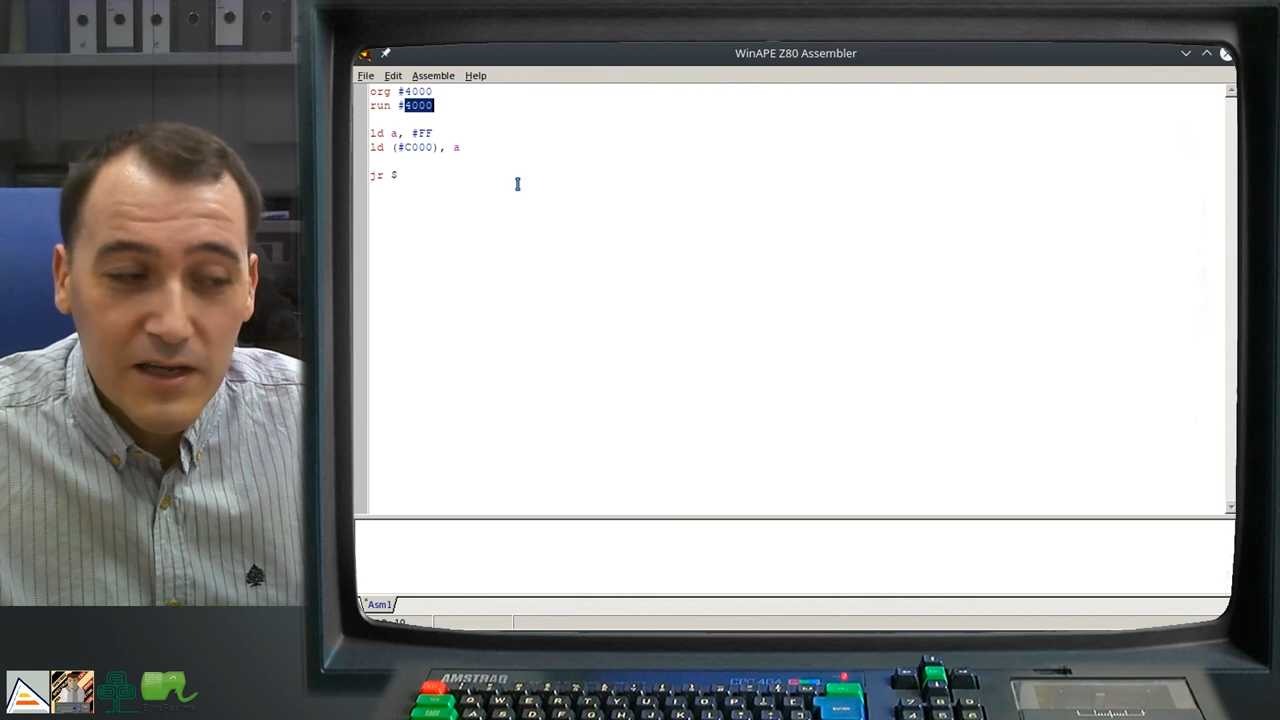 WinAPE Z80 Assembler
File Edit Assemble Help
org #4000
run #4000
ld a, #FF
ld (#C000), a
jr $
Asm1
AMSTRAD
Q W E R T Y U I O P
A S D F G H J K L